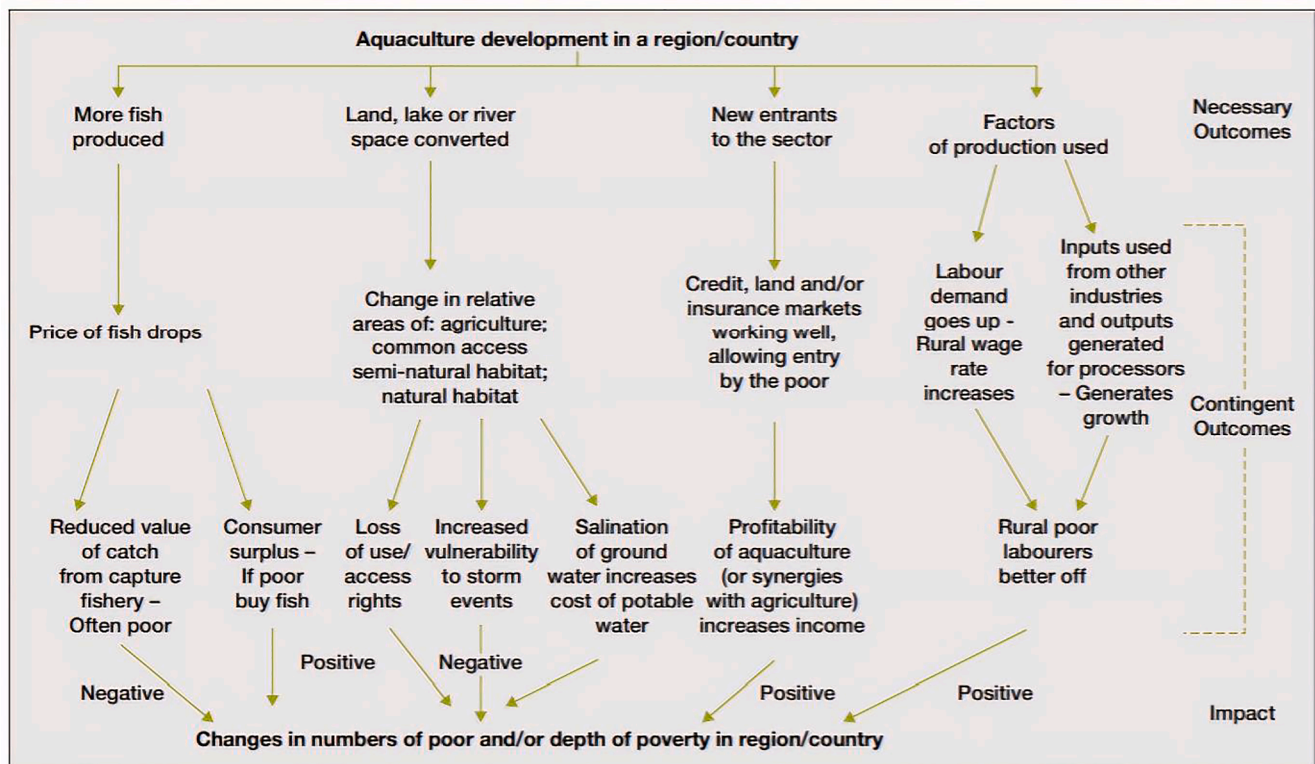 Aquaculture development in a region/country
More fish
produced
Land, lake or river
space converted
New entrants
to the sector
Factors
of production used
Necessary
Outcomes
Price of fish drops
Change in relative
areas of: agriculture;
common access
semi-natural habitat;
natural habitat
Credit, land and/or
insurance markets
working well,
allowing entry
by the poor
Labour
demand
goes up -
Rural wage
rate
increases
Inputs used
from other
industries
and outputs
generated
for processors
– Generates
growth
Contingent
Outcomes
Reduced value
of catch
from capture
fishery –
Often poor
Consumer
surplus –
If poor
buy fish
Loss
of use/
access
rights
Increased
vulnerability
to storm
events
Salination
of ground
water increases
cost of potable
water
Profitability
of aquaculture
(or synergies
with agriculture)
increases income
Rural poor
labourers
better off
Negative
Positive
Negative
Positive
Positive
Impact
Changes in numbers of poor and/or depth of poverty in region/country